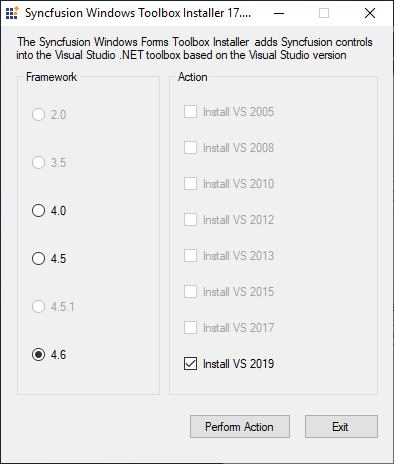 Syncfusion Windows Toolbox Installer 17....
The Syncfusion Windows Forms Toolbox Installer adds Syncfusion controls
into the Visual Studio .NET toolbox based on the Visual Studio version
Framework
2.0
3.5
4.0
4.5
4.5.1
4.6
Action
Install VS 2005
Install VS 2008
Install VS 2010
Install VS 2012
Install VS 2013
Install VS 2015
Install VS 2017
Install VS 2019
Perform Action
Exit